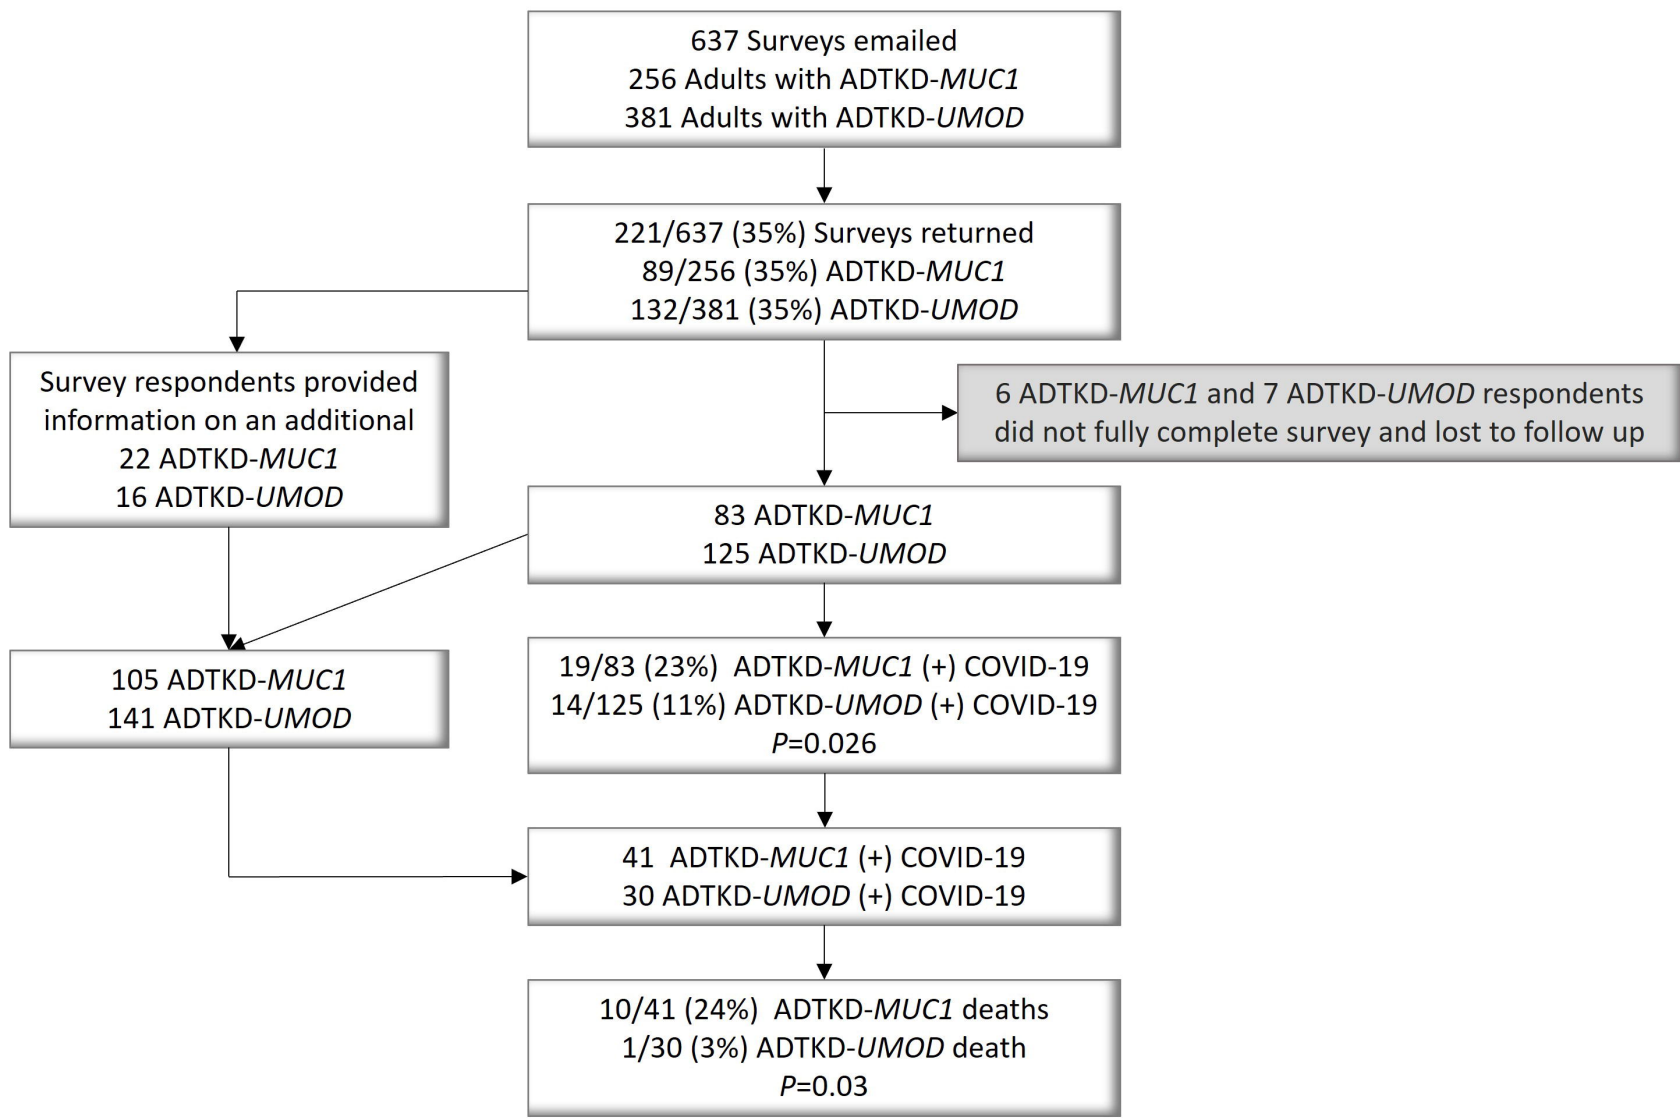 637 Surveys emailed
256 Adults with ADTKD-MUC1
381 Adults with ADTKD-UMOD
221/637 (35%) Surveys returned
89/256 (35%) ADTKD-MUC1
132/381 (35%) ADTKD-UMOD
Survey respondents provided
information on an additional
22 ADTKD-MUC1
16 ADTKD-UMOD
6 ADTKD-MUC1 and 7 ADTKD-UMOD respondents
did not fully complete survey and lost to follow up
83 ADTKD-MUC1
125 ADTKD-UMOD
105 ADTKD-MUC1
141 ADTKD-UMOD
19/83 (23%)  ADTKD-MUC1 (+) COVID-19
14/125 (11%) ADTKD-UMOD (+) COVID-19
P=0.026
41  ADTKD-MUC1 (+) COVID-19
30 ADTKD-UMOD (+) COVID-19
10/41 (24%)  ADTKD-MUC1 deaths
1/30 (3%) ADTKD-UMOD death
P=0.03